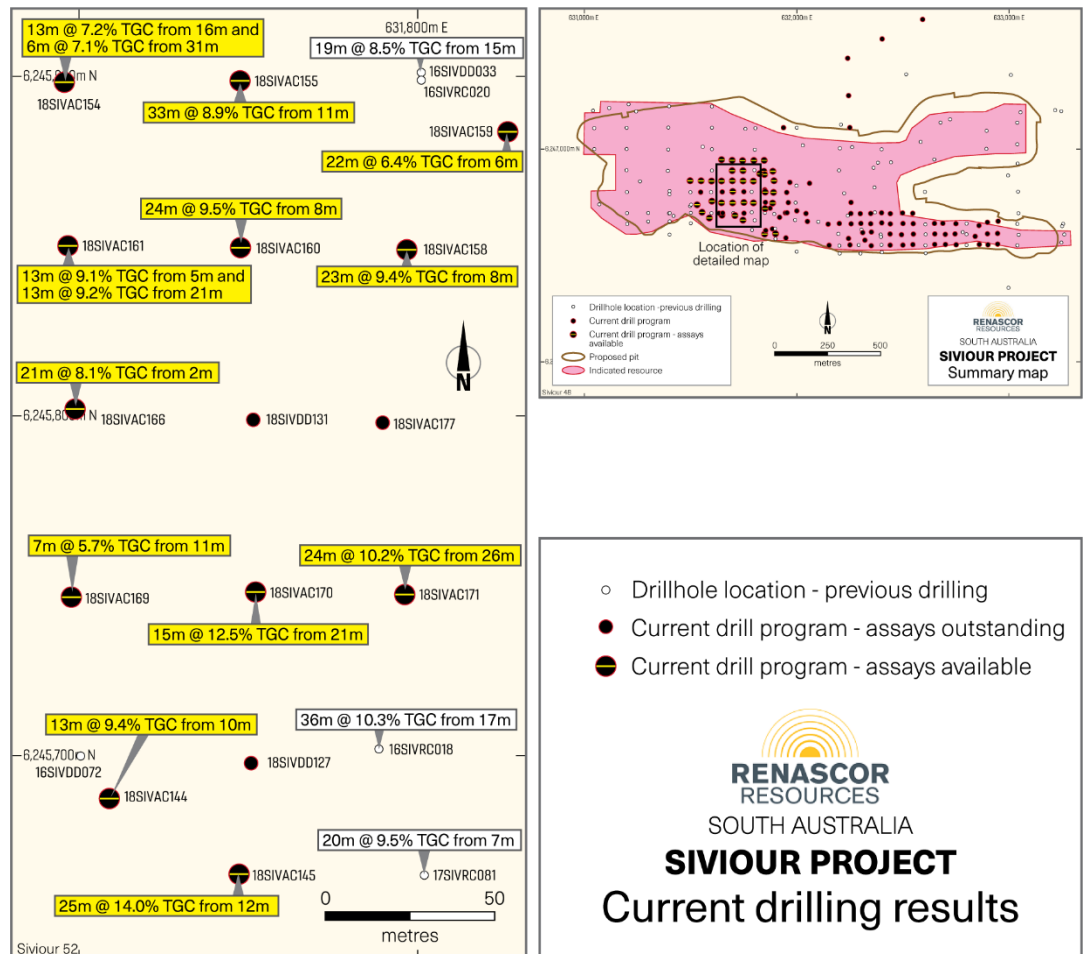 13m @ 7.2% TGC from 16m and
6m @ 7.1% TGC from 31m
631,800m E
19m @ 8.5% TGC from 15m
16SIVDD033
16SIVRC020
18SIVAC154
18SIVAC155
33m @ 8.9% TGC from 11m
18SIVAC159
22m @ 6.4% TGC from 6m
24m @ 9.5% TGC from 8m
18SIVAC161
18SIVAC160
18SIVAC158
13m @ 9.1% TGC from 5m and
13m @ 9.2% TGC from 21m
23m @ 9.4% TGC from 8m
N
21m @ 8.1% TGC from 2m
18SIVAC166
18SIVDD131
18SIVAC177
7m @ 5.7% TGC from 11m
24m @ 10.2% TGC from 26m
18SIVAC169
18SIVAC170
18SIVAC171
15m @ 12.5% TGC from 21m
13m @ 9.4% TGC from 10m
36m @ 10.3% TGC from 17m
16SIVRC018
6,245,700m N
16SIVDD072
18SIVDD127
18SIVAC144
20m @ 9.5% TGC from 7m
18SIVAC145
17SIVRC081
25m @ 14.0% TGC from 12m
0 50
metres
Siviour 52
631,000m E
632,000m E
633,000m E
6,247,000m N
Location of
detailed map
Drillhole location -previous drilling
Current drill program
Current drill program - assays
available
Proposed pit
Indicated resource
N
0 250 500
metres
RENASCOR
RESOURCES
SOUTH AUSTRALIA
SIVIOUR PROJECT
Summary map
Siviour 48
Drillhole location - previous drilling
Current drill program - assays outstanding
Current drill program - assays available
RENASCOR
RESOURCES
SOUTH AUSTRALIA
SIVIOUR PROJECT
Current drilling results